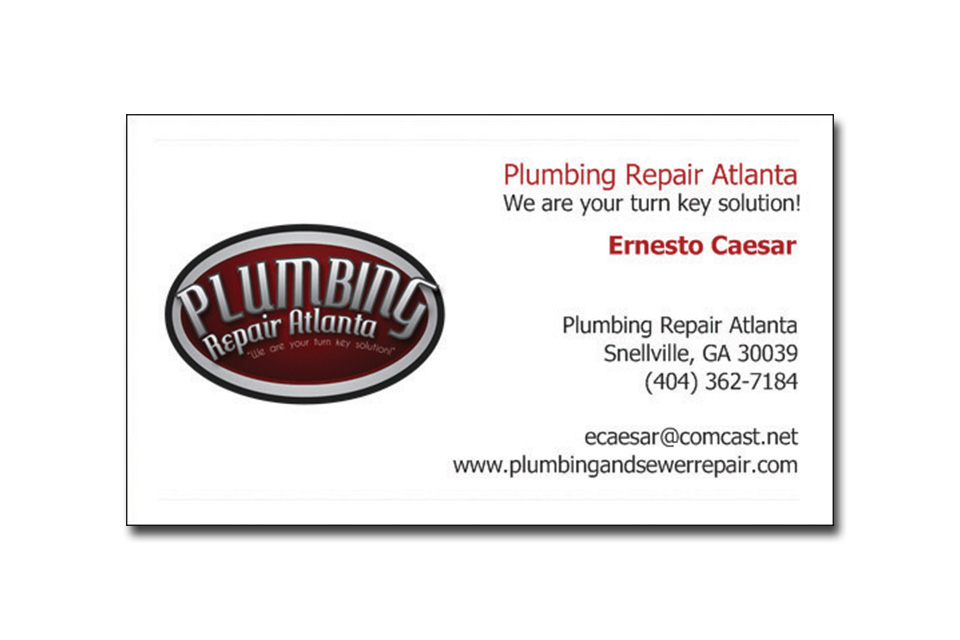 Plumbing Repair Atlanta
We are your turn key solution!
Ernesto Caesar
PLUMBING
Repair Atlanta
"We are your turn key solution!"
Plumbing Repair Atlanta
Snellville, GA 30039
(404) 362-7184
ecaesar@comcast.net
www.plumbingandsewerrepair.com